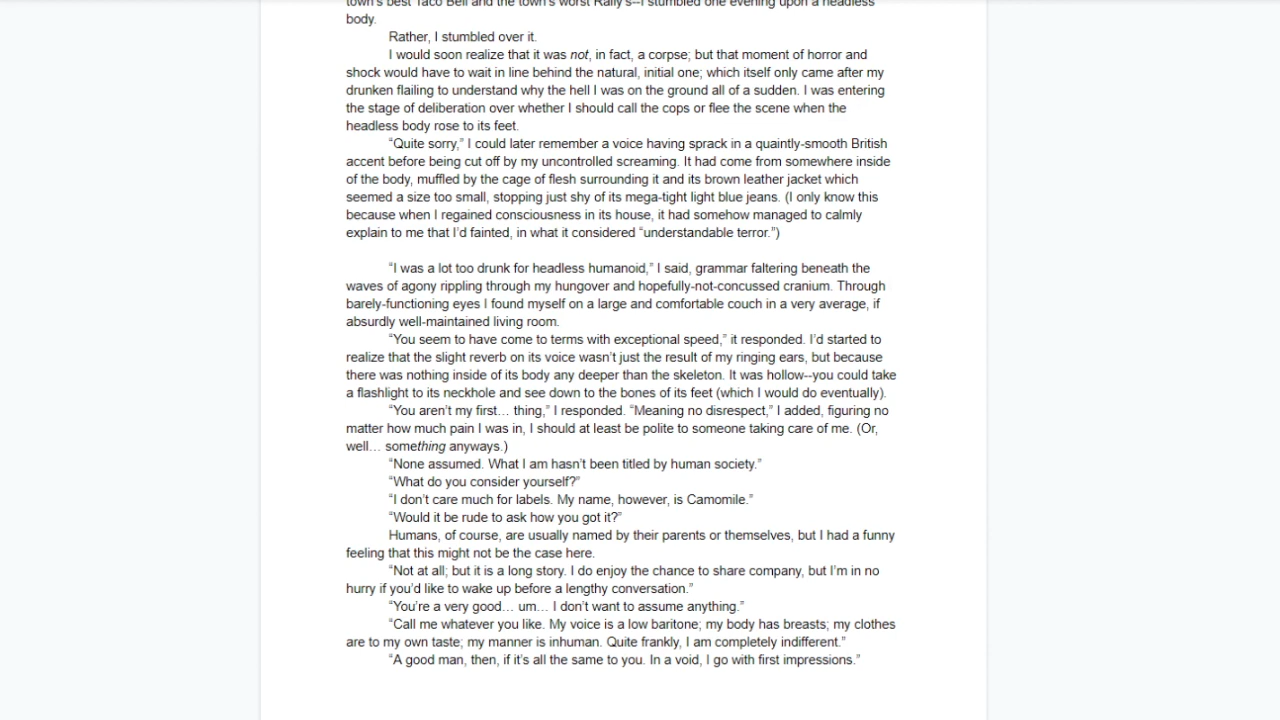 town's best Taco Bell and the town's worst Rally's--I stumbled one evening upon a headless
body.
Rather, I stumbled over it.
I would soon realize that it was not, in fact, a corpse; but that moment of horror and
shock would have to wait in line behind the natural, initial one; which itself only came after my
drunken flailing to understand why the hell I was on the ground all of a sudden. I was entering
the stage of deliberation over whether I should call the cops or flee the scene when the
headless body rose to its feet.
“Quite sorry,” I could later remember a voice having sprack in a quaintly-smooth British
accent before being cut off by my uncontrolled screaming. It had come from somewhere inside
of the body, muffled by the cage of flesh surrounding it and its brown leather jacket which
seemed a size too small, stopping just shy of its mega-tight light blue jeans. (I only know this
because when I regained consciousness in its house, it had somehow managed to calmly
explain to me that I’d fainted, in what it considered “understandable terror.”)
“I was a lot too drunk for headless humanoid,” I said, grammar faltering beneath the
waves of agony rippling through my hungover and hopefully-not-concussed cranium. Through
barely-functioning eyes I found myself on a large and comfortable couch in a very average, if
absurdly well-maintained living room.
“You seem to have come to terms with exceptional speed,” it responded. I’d started to
realize that the slight reverb on its voice wasn’t just the result of my ringing ears, but because
there was nothing inside of its body any deeper than the skeleton. It was hollow--you could take
a flashlight to its neckhole and see down to the bones of its feet (which I would do eventually).
“You aren’t my first… thing,” I responded. “Meaning no disrespect,” I added, figuring no
matter how much pain I was in, I should at least be polite to someone taking care of me. (Or,
well… something anyways.)
“None assumed. What I am hasn’t been titled by human society.”
“What do you consider yourself?”
“I don’t care much for labels. My name, however, is Camomile.”
“Would it be rude to ask how you got it?”
Humans, of course, are usually named by their parents or themselves, but I had a funny
feeling that this might not be the case here.
“Not at all; but it is a long story. I do enjoy the chance to share company, but I’m in no
hurry if you’d like to wake up before a lengthy conversation.”
“You’re a very good… um… I don’t want to assume anything.”
“Call me whatever you like. My voice is a low baritone; my body has breasts; my clothes
are to my own taste; my manner is inhuman. Quite frankly, I am completely indifferent.”
“A good man, then, if it’s all the same to you. In a void, I go with first impressions.”